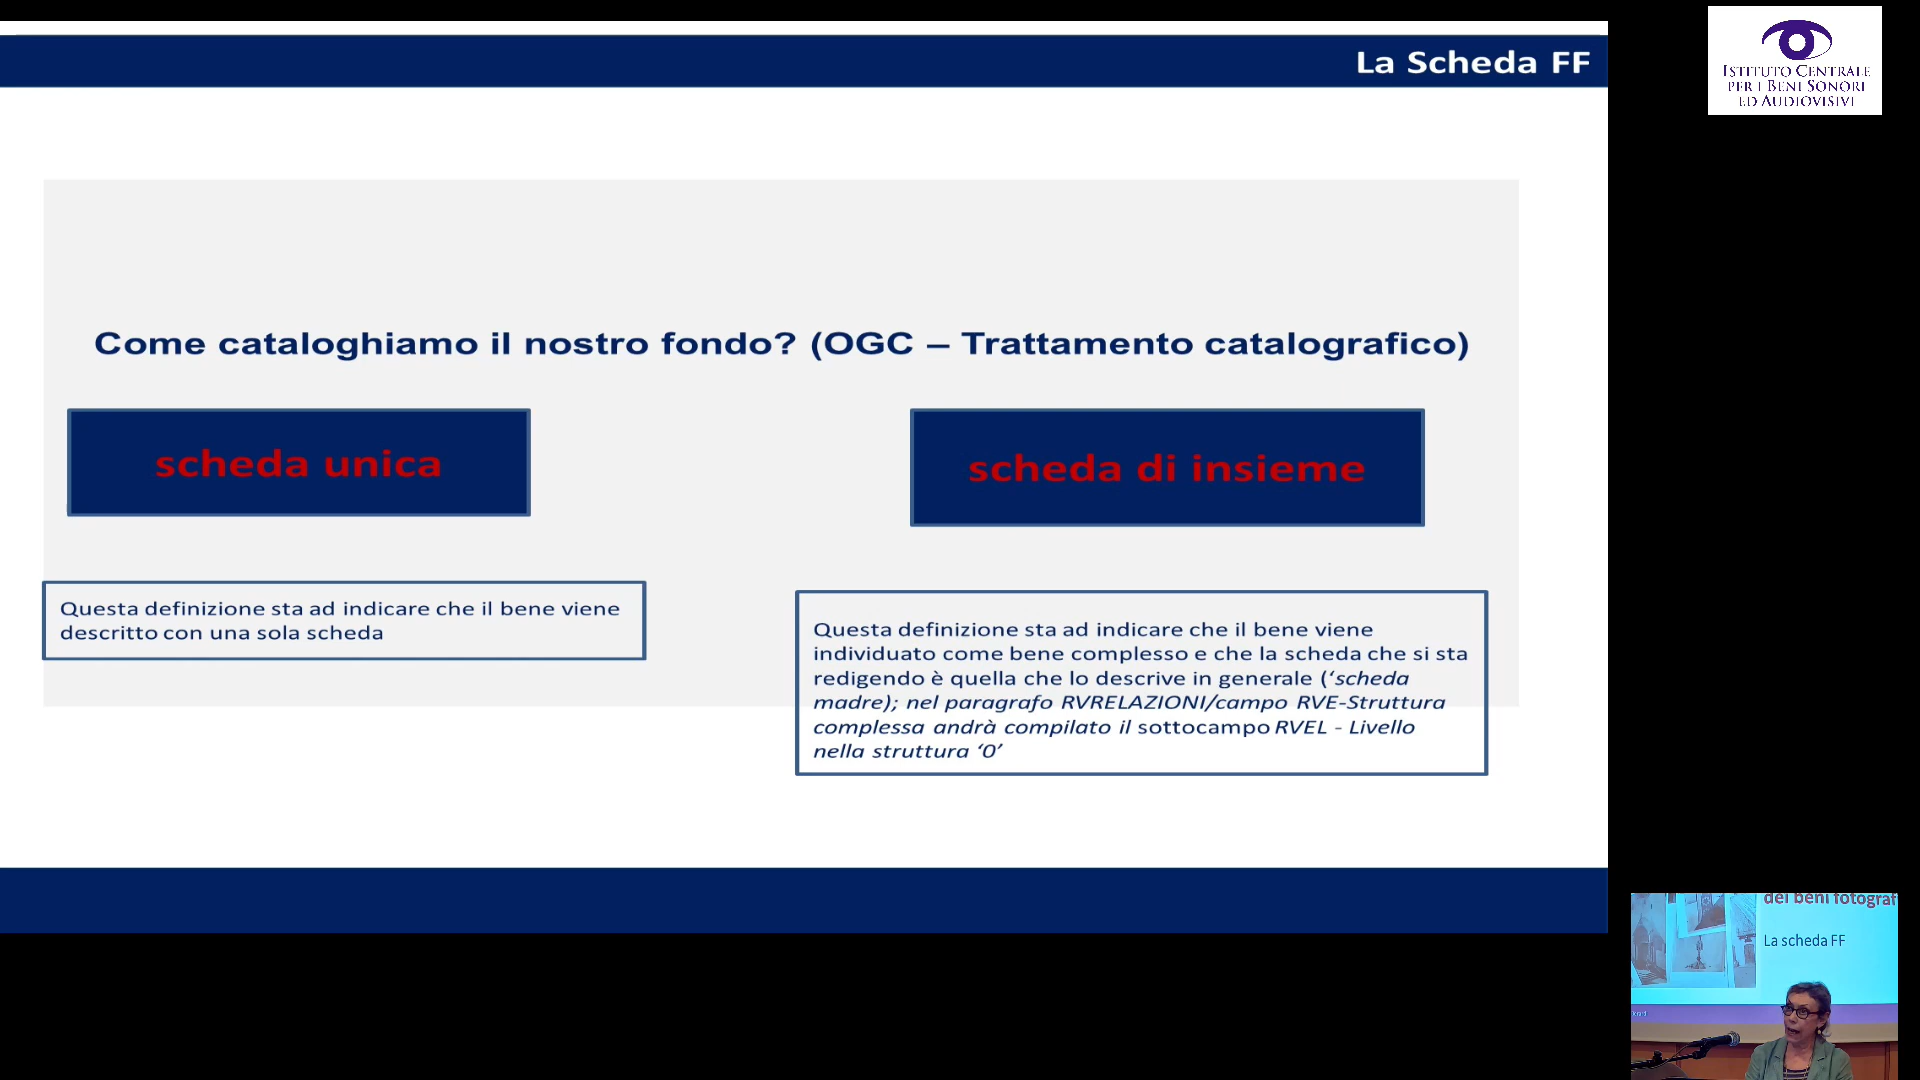 La Scheda FF
ISTITUTO CENTRALE
PER I BENI SONORI
ED AUDIOVISIVI
Come cataloghiamo il nostro fondo? (OGC – Trattamento catalografico)
scheda unica
scheda di insieme
Questa definizione sta ad indicare che il bene viene
descritto con una sola scheda
Questa definizione sta ad indicare che il bene viene
individuato come bene complesso e che la scheda che si sta
redigendo è quella che lo descrive in generale (‘scheda
madre); nel paragrafo RVRELAZIONI/campo RVE-Struttura
complessa andrà compilato il sottocampo RVEL - Livello
nella struttura ‘0’
dei beni fotograf
La scheda FF